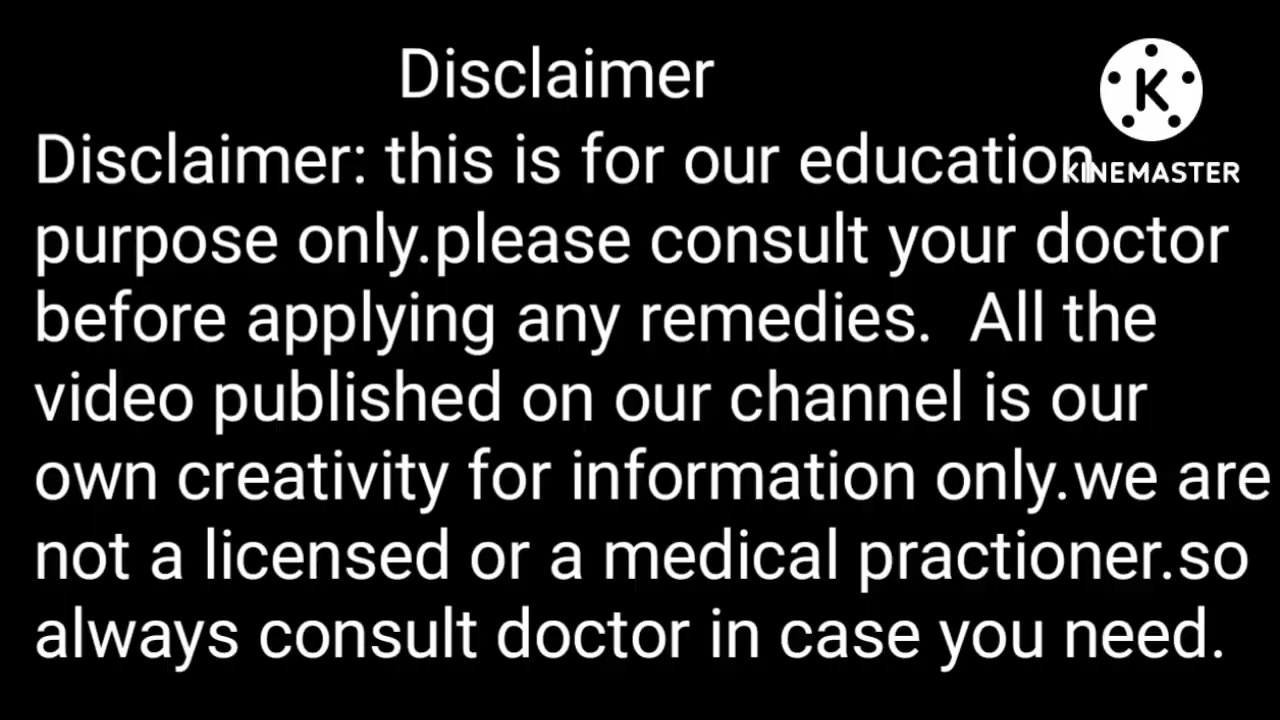 Disclaimer
Disclaimer: this is for our education
purpose only.please consult your doctor
before applying any remedies.  All the
video published on our channel is our
own creativity for information only.we are
not a licensed or a medical practioner.so
always consult doctor in case you need.
K
KINEMASTER